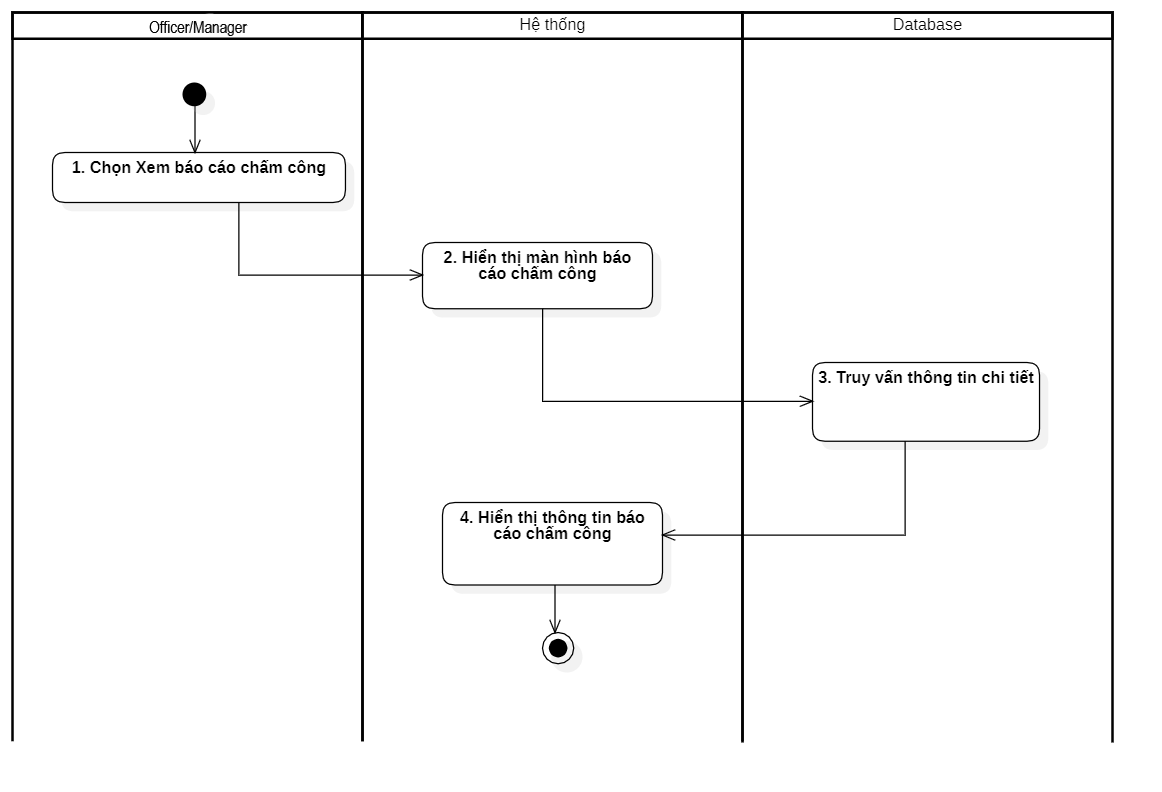 Officer/Manager
Hệ thống
Database
1. Chọn Xem báo cáo chấm công
2. Hiển thị màn hình báo
cáo chấm công
3. Truy vấn thông tin chi tiết
4. Hiển thị thông tin báo
cáo chấm công